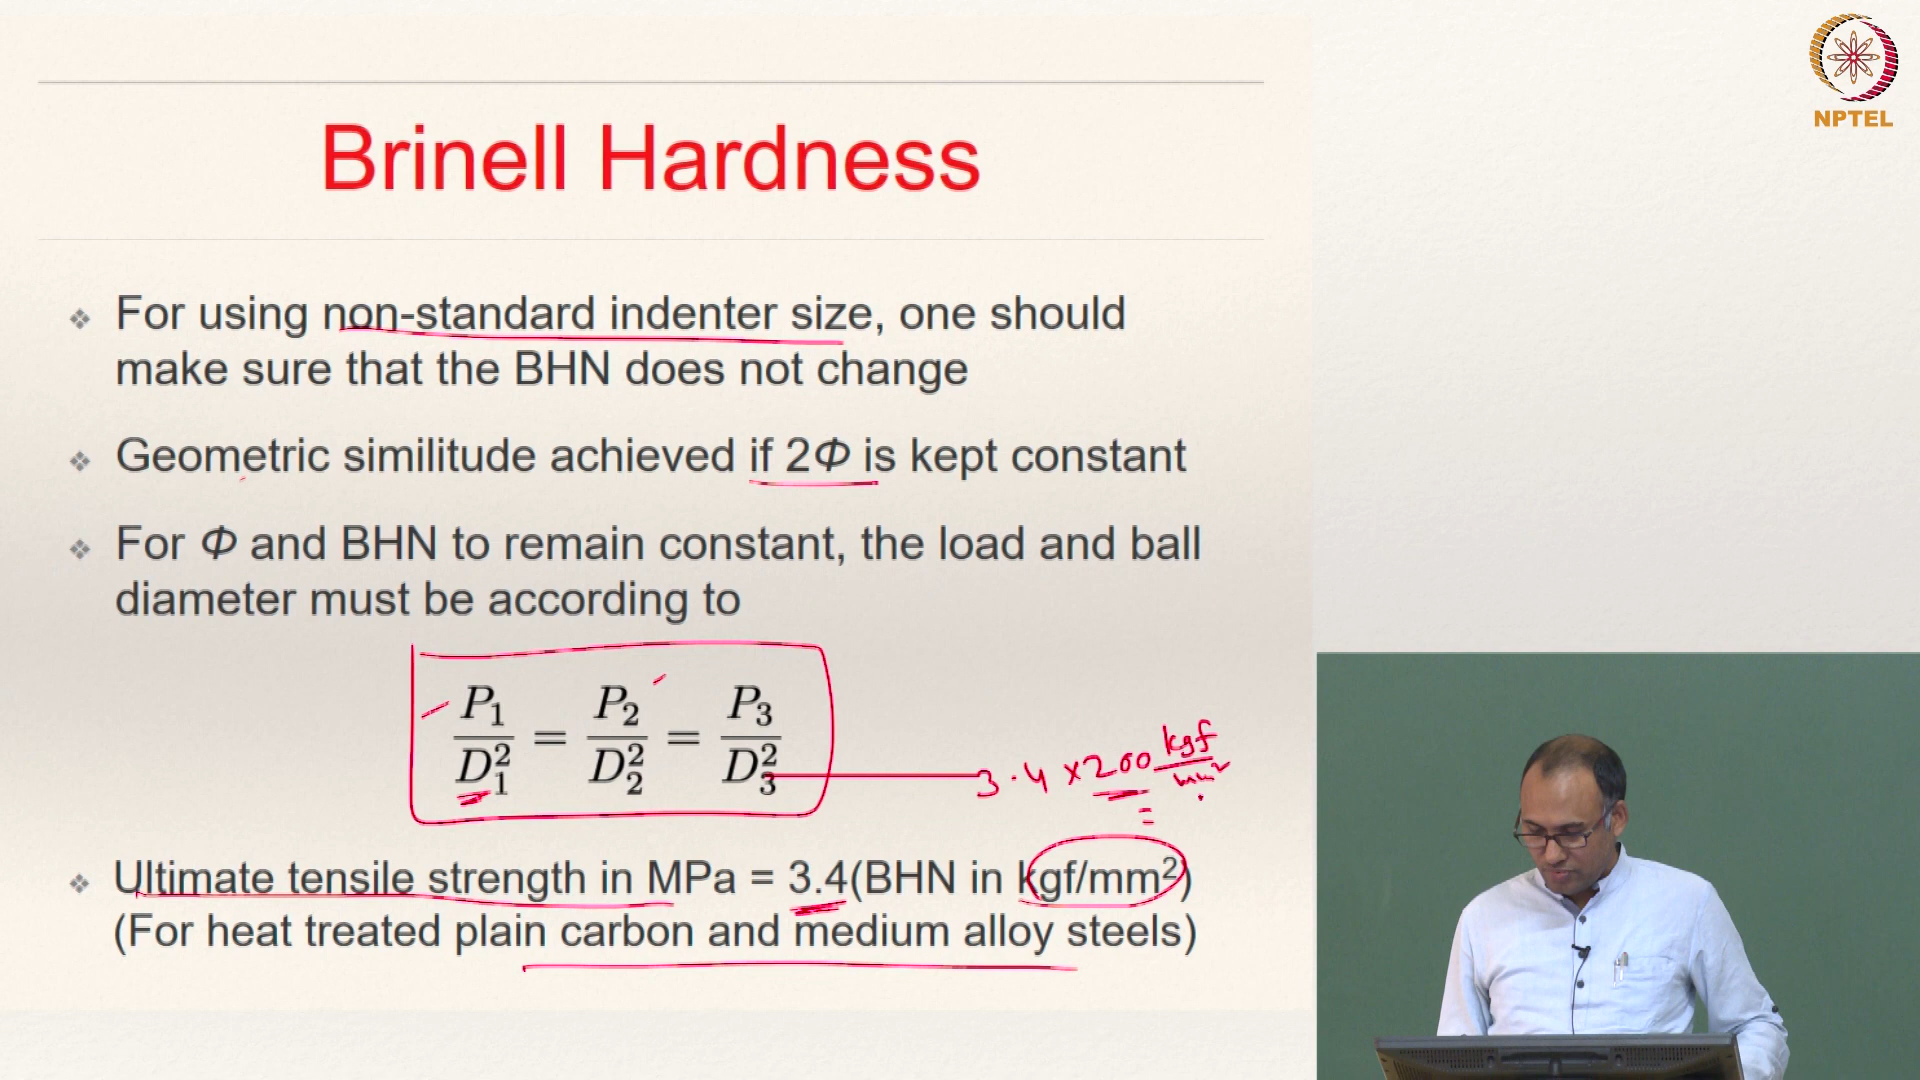 NPTEL
Brinell Hardness
❖ For using non-standard indenter size, one should
make sure that the BHN does not change
❖ Geometric similitude achieved if 2Φ is kept constant
❖ For Φ and BHN to remain constant, the load and ball
diameter must be according to
P₁/D₁² = P₂/D₂² = P₃/D₃²
3.4 × 200 kgf/mm²
=
❖ Ultimate tensile strength in MPa = 3.4(BHN in kgf/mm²)
(For heat treated plain carbon and medium alloy steels)